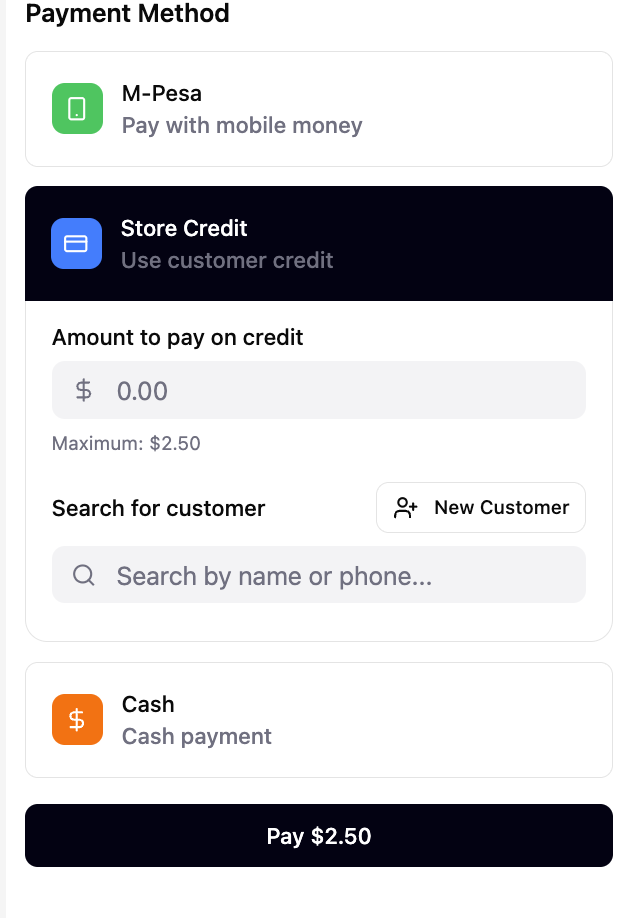 Payment Method
M-Pesa
Pay with mobile money
Store Credit
Use customer credit
Amount to pay on credit
$ 0.00
Maximum: $2.50
Search for customer
New Customer
Search by name or phone...
$
Cash
Cash payment
Pay $2.50